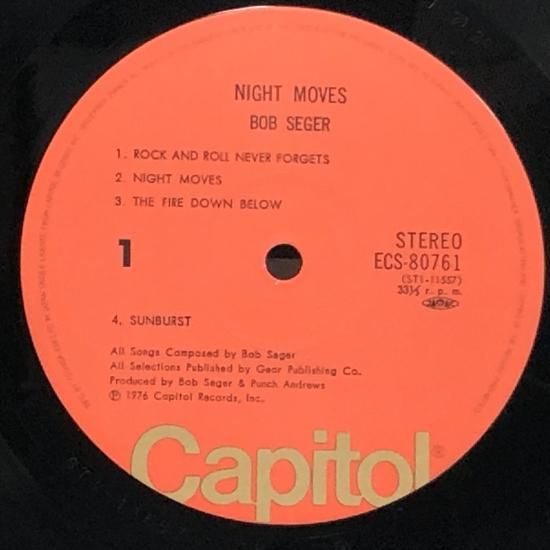 NIGHT MOVES
BOB SEGER
1. ROCK AND ROLL NEVER FORGETS
2. NIGHT MOVES
3. THE FIRE DOWN BELOW
1
STEREO
ECS-80761
(ST1-11557)
33⅓ r. p. m.
4. SUNBURST
All Songs Composed by Bob Seger
All Selections Published by Gear Publishing Co.
Produced by Bob Seger & Punch Andrews
℗ 1976 Capitol Records, Inc.
Capitol®